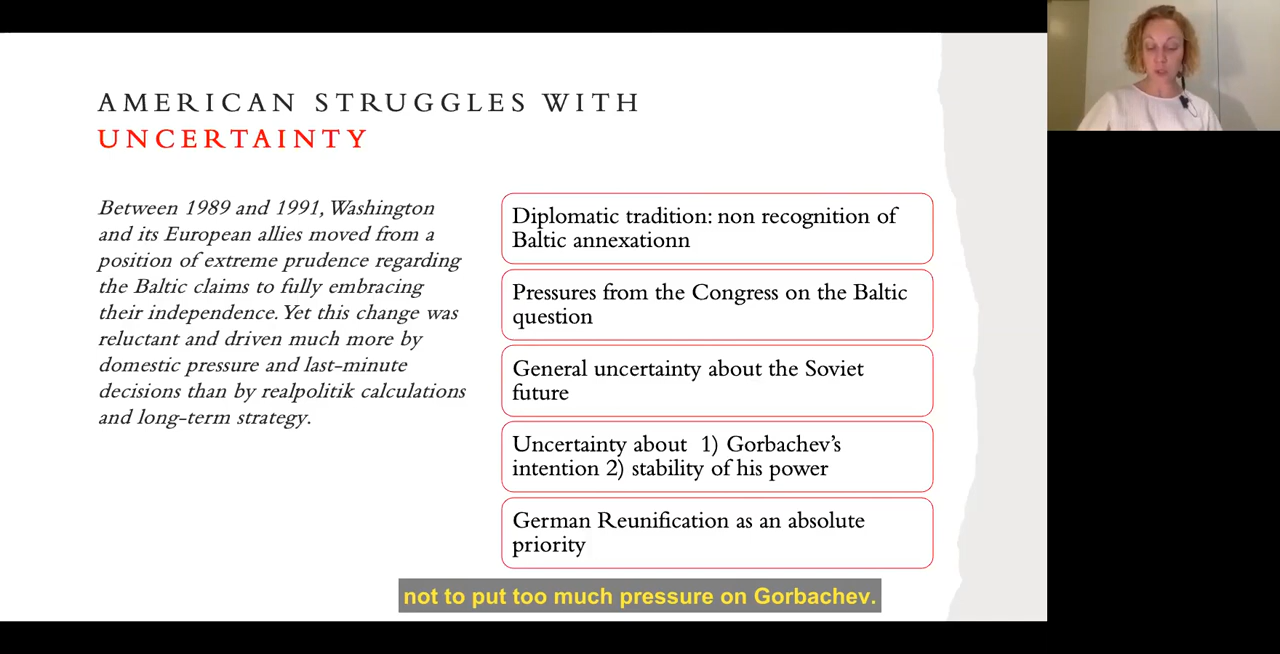 AMERICAN STRUGGLES WITH
UNCERTAINTY
Between 1989 and 1991, Washington
and its European allies moved from a
position of extreme prudence regarding
the Baltic claims to fully embracing
their independence. Yet this change was
reluctant and driven much more by
domestic pressure and last-minute
decisions than by realpolitik calculations
and long-term strategy.
Diplomatic tradition: non recognition of
Baltic annexationn
Pressures from the Congress on the Baltic
question
General uncertainty about the Soviet
future
Uncertainty about 1) Gorbachev's
intention 2) stability of his power
German Reunification as an absolute
priority
not to put too much pressure on Gorbachev.